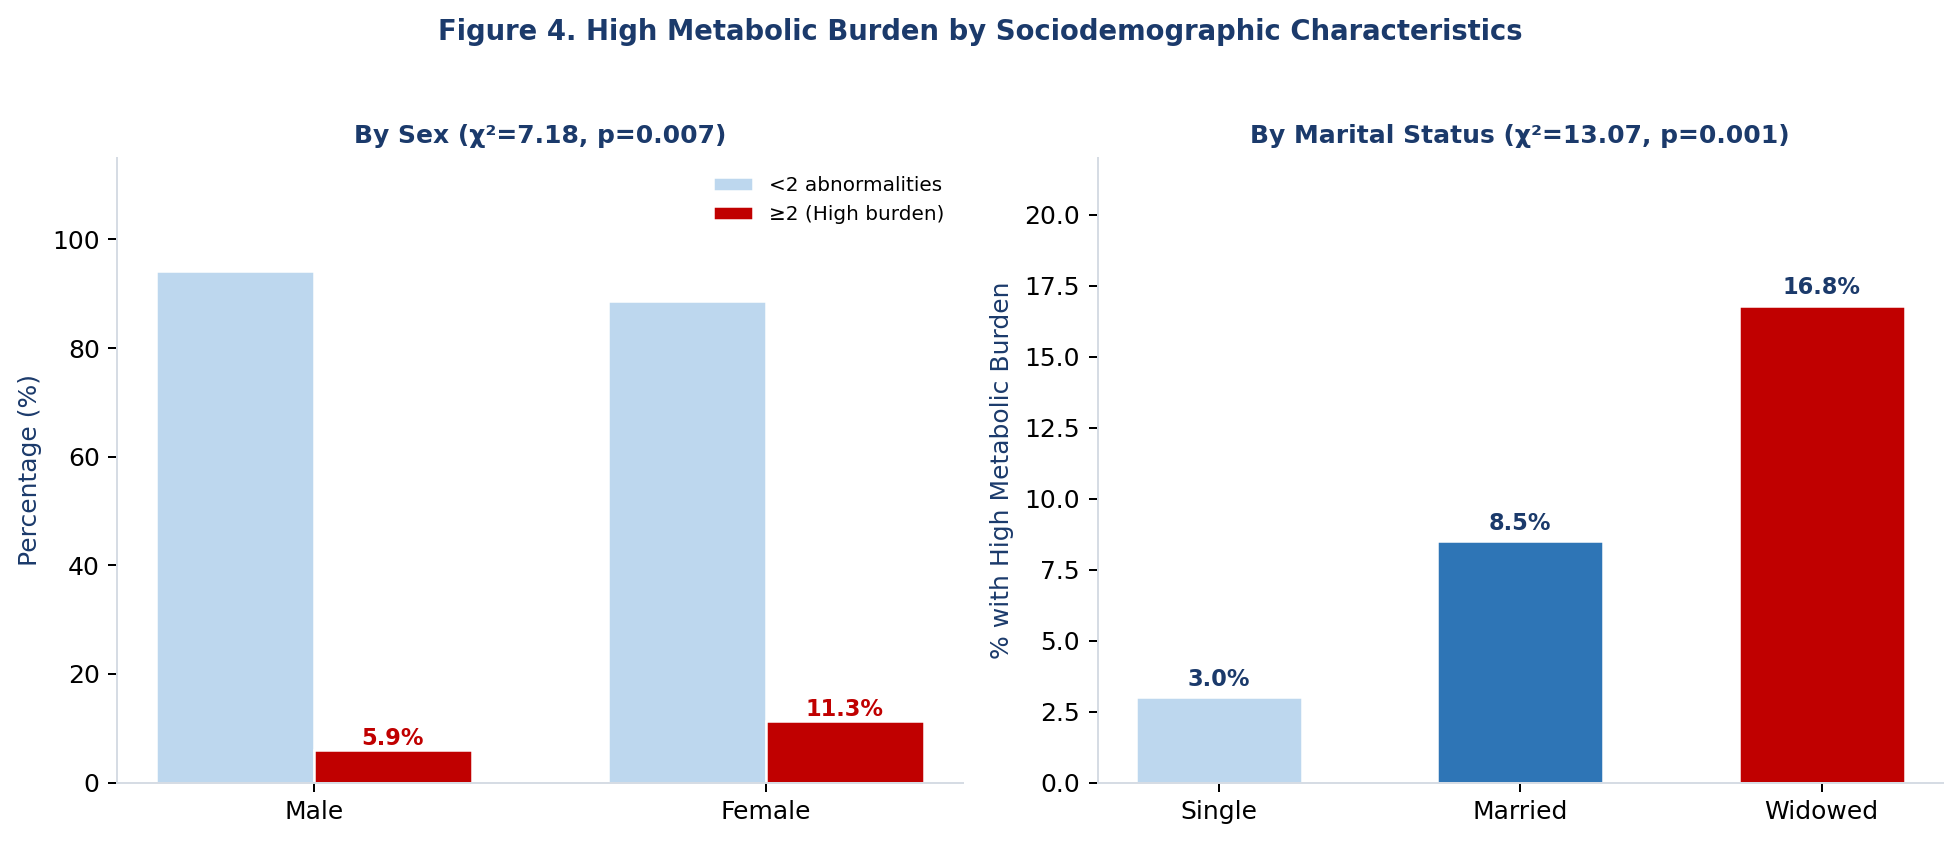 Figure 4. High Metabolic Burden by Sociodemographic Characteristics
By Sex (χ²=7.18, p=0.007)
<2 abnormalities
≥2 (High burden)
Percentage (%)
100
80
60
40
20
0
5.9%
11.3%
Male
Female
By Marital Status (χ²=13.07, p=0.001)
% with High Metabolic Burden
20.0
17.5
15.0
12.5
10.0
7.5
5.0
2.5
0.0
3.0%
8.5%
16.8%
Single
Married
Widowed